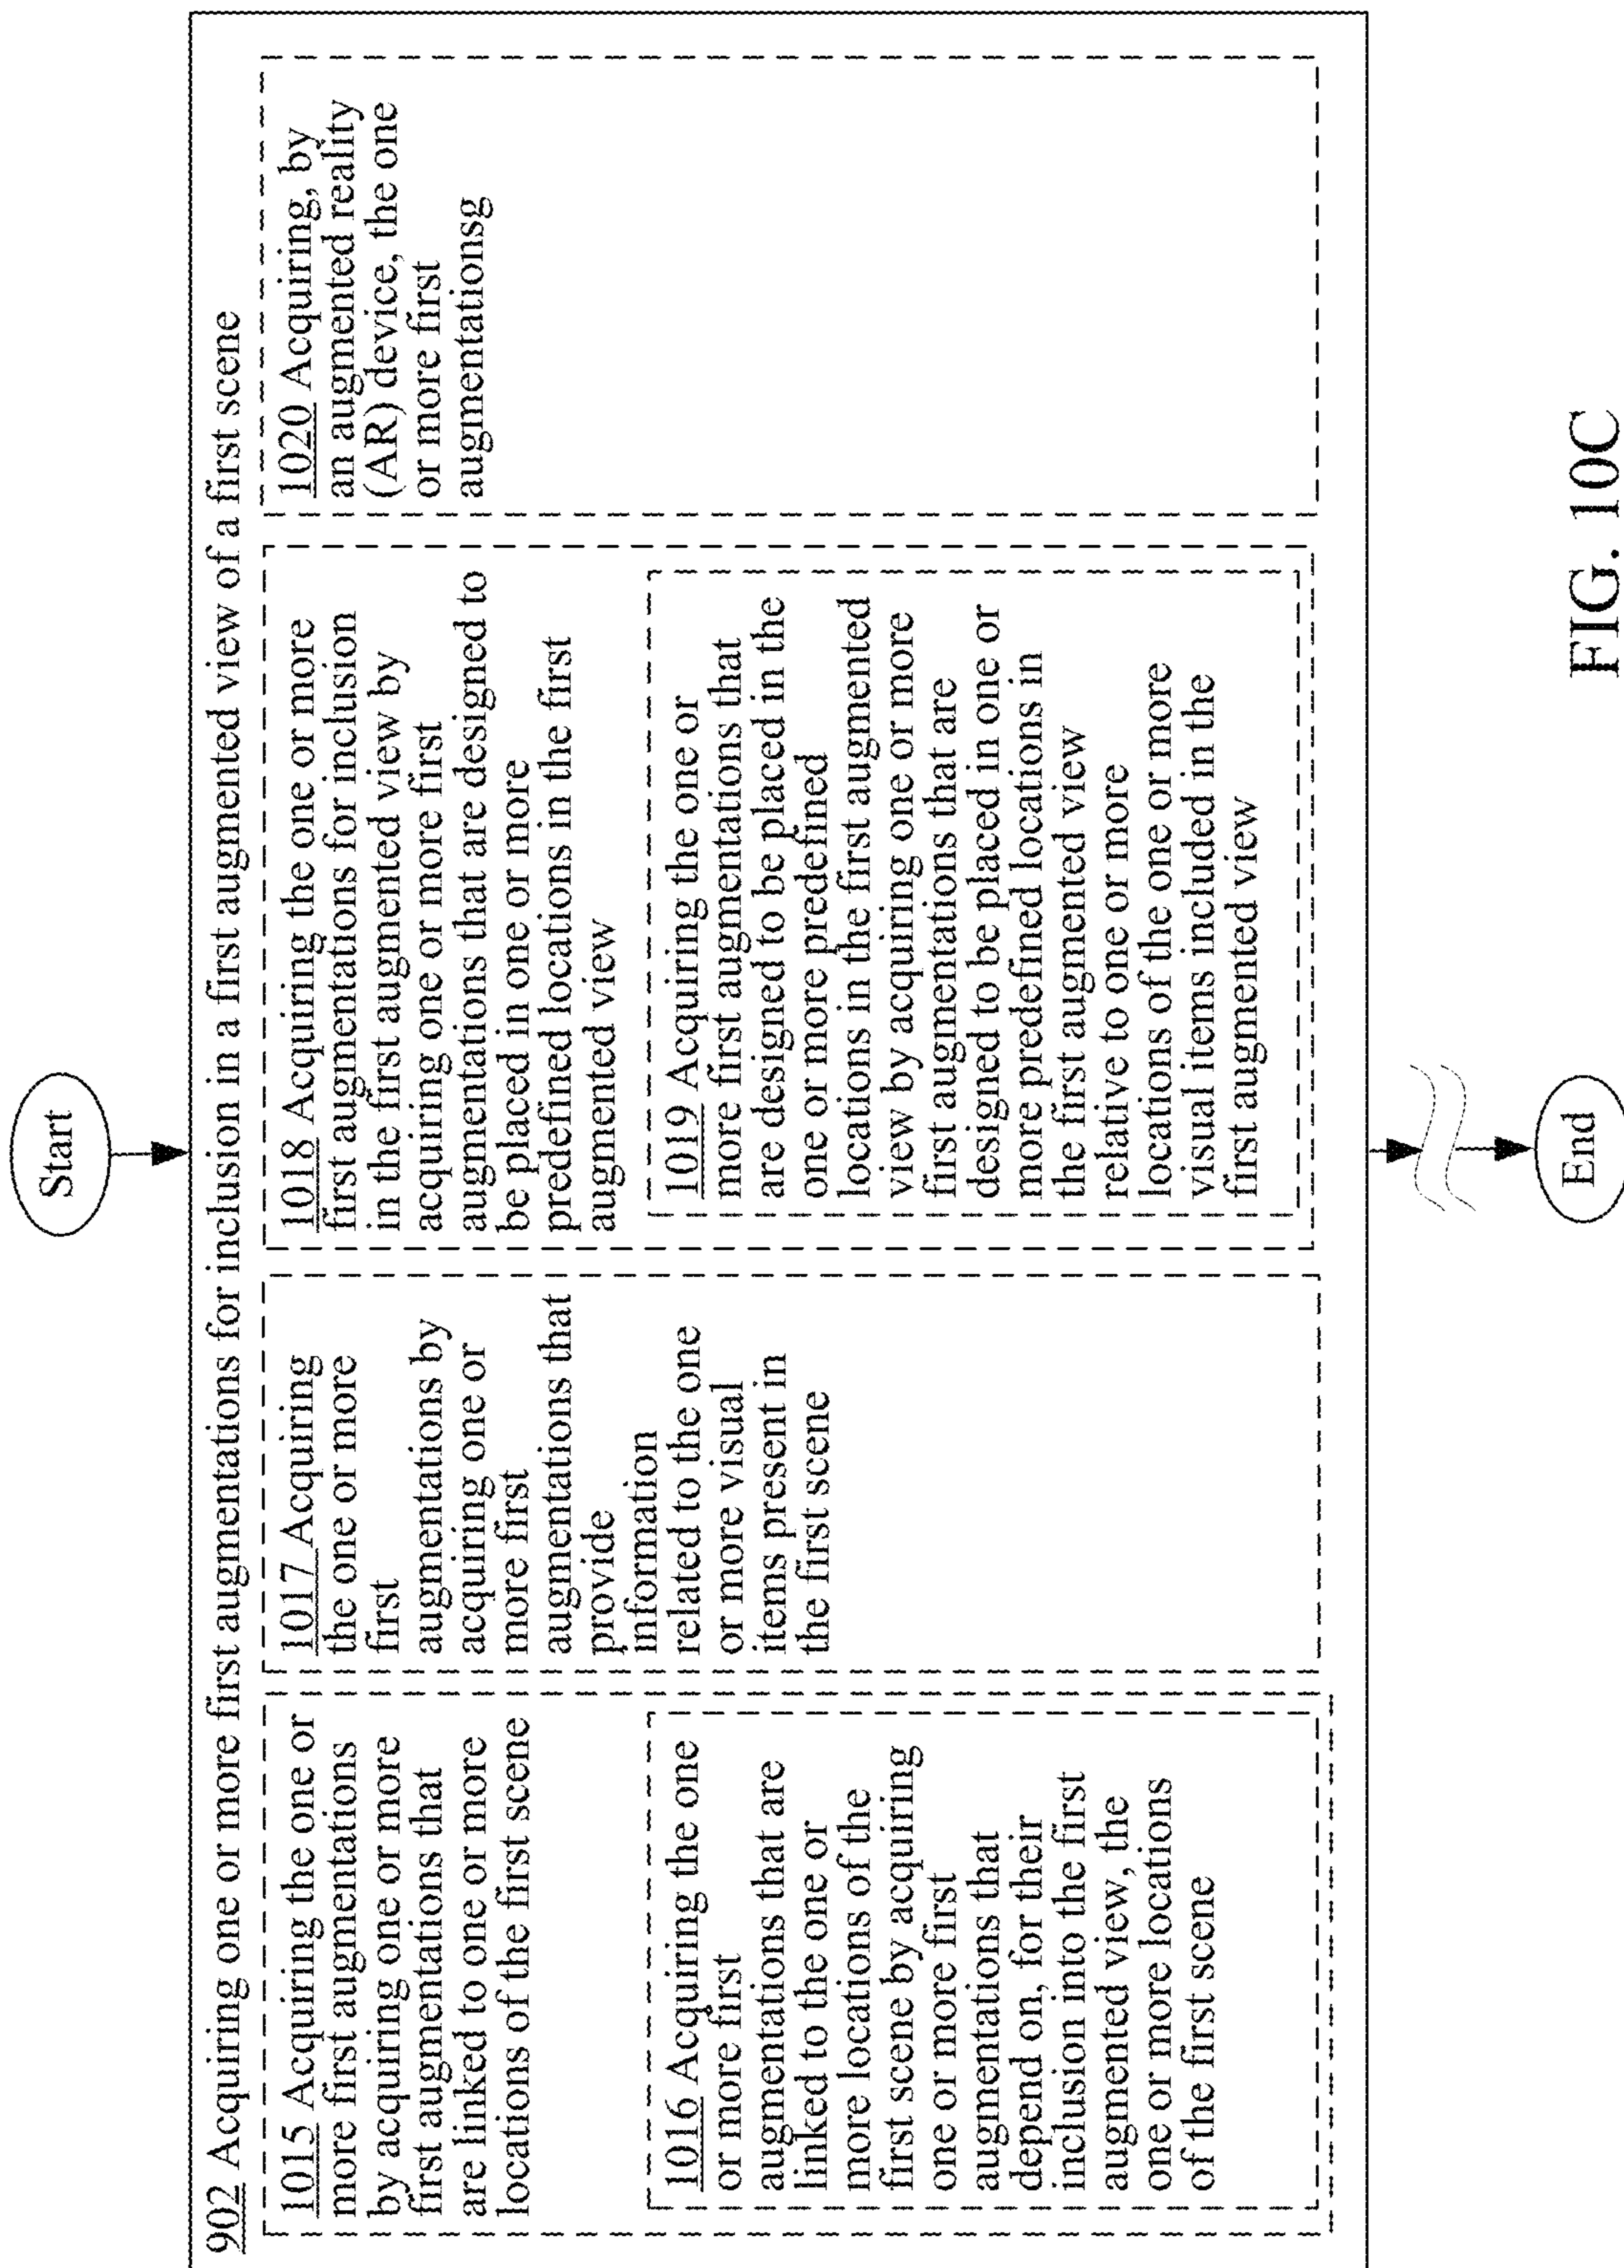 Start
902 Acquiring one or more first augmentations for inclusion in a first augmented view of a first scene
1015 Acquiring the one or
more first augmentations
by acquiring one or more
first augmentations that
are linked to one or more
locations of the first scene
1016 Acquiring the one
or more first
augmentations that are
linked to the one or
more locations of the
first scene by acquiring
one or more first
augmentations that
depend on, for their
inclusion into the first
augmented view, the
one or more locations
of the first scene
1017 Acquiring
the one or more
first
augmentations by
acquiring one or
more first
augmentations that
provide
information
related to the one
or more visual
items present in
the first scene
1018 Acquiring the one or more
first augmentations for inclusion
in the first augmented view by
acquiring one or more first
augmentations that are designed to
be placed in one or more
predefined locations in the first
augmented view
1019 Acquiring the one or
more first augmentations that
are designed to be placed in the
one or more predefined
locations in the first augmented
view by acquiring one or more
first augmentations that are
designed to be placed in one or
more predefined locations in
the first augmented view
relative to one or more
locations of the one or more
visual items included in the
first augmented view
1020 Acquiring, by
an augmented reality
(AR) device, the one
or more first
augmentationsg
End
FIG. 10C